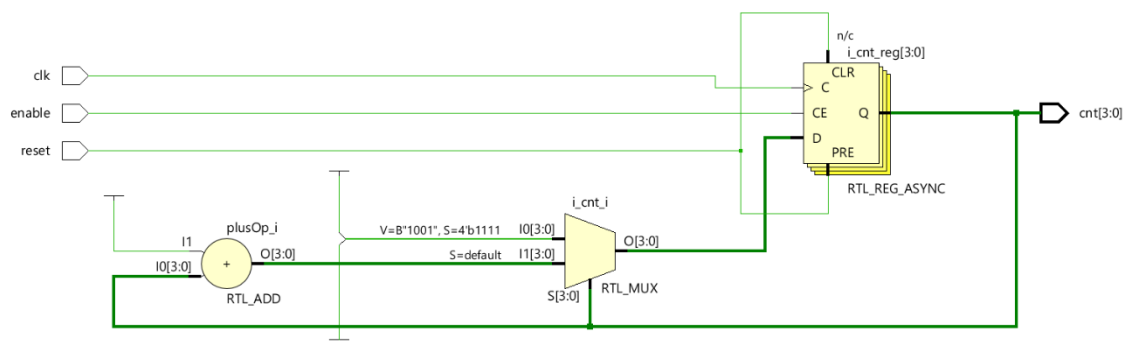 n/c
i_cnt_reg[3:0]
clk
CLR
C
enable
CE
Q
cnt[3:0]
reset
D
PRE
RTL_REG_ASYNC
i_cnt_i
plusOp_i
V=B"1001", S=4'b1111
I0[3:0]
O[3:0]
I1
O[3:0]
S=default
I1[3:0]
I0[3:0]
+
S[3:0]
RTL_MUX
RTL_ADD